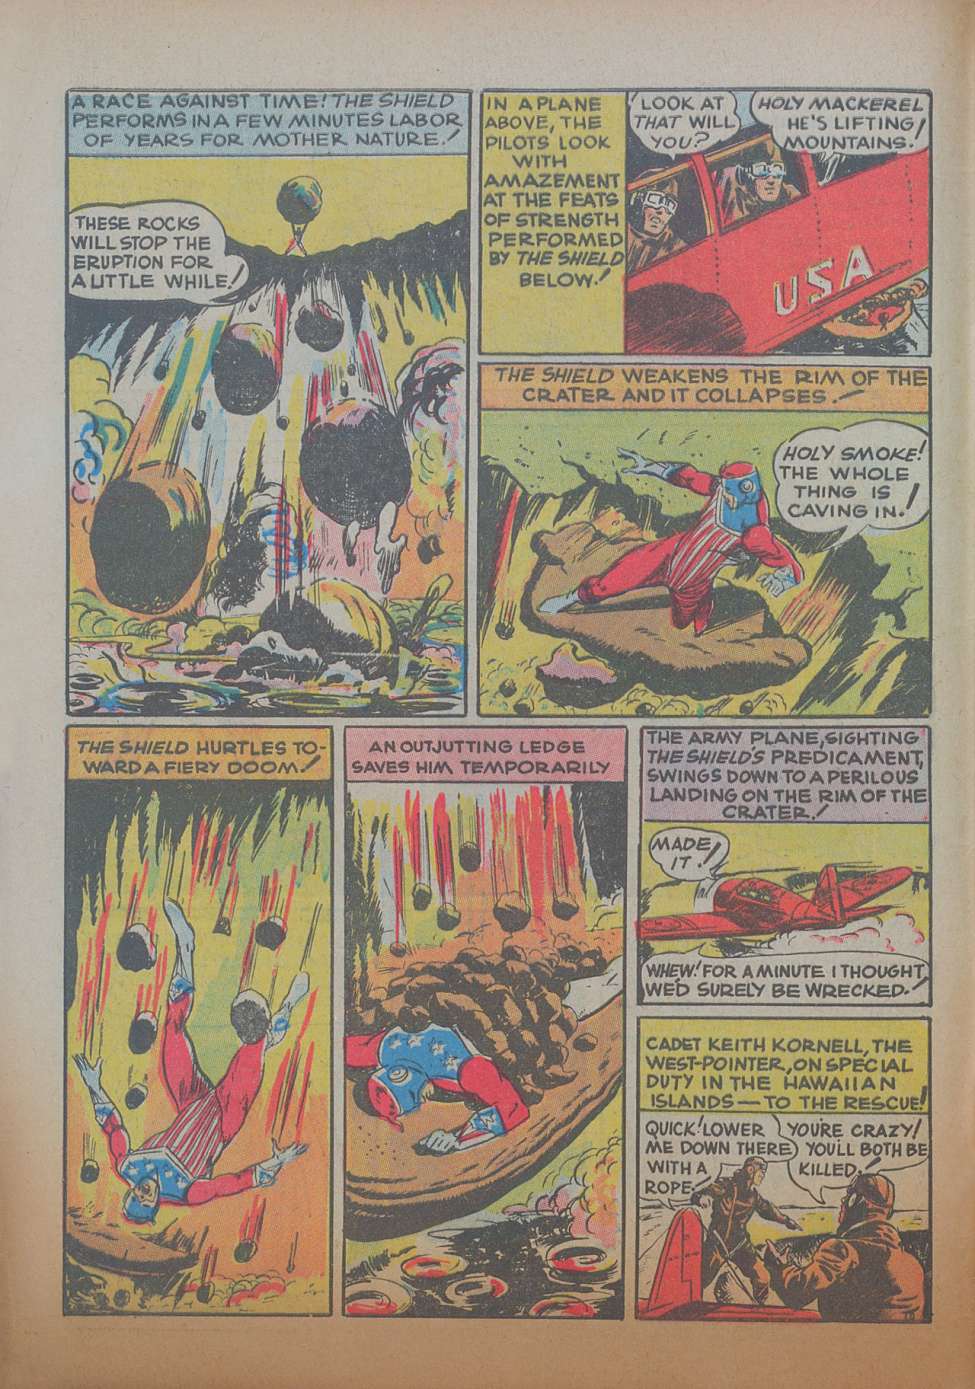 A RACE AGAINST TIME! THE SHIELD
PERFORMS IN A FEW MINUTES LABOR
OF YEARS FOR MOTHER NATURE!
THESE ROCKS
WILL STOP THE
ERUPTION FOR
A LITTLE WHILE!
IN A PLANE
ABOVE, THE
PILOTS LOOK
WITH
AMAZEMENT
AT THE FEATS
OF STRENGTH
PERFORMED
BY THE SHIELD
BELOW!
LOOK AT
THAT WILL
YOU?
HOLY MACKEREL
HE'S LIFTING
MOUNTAINS!
USA
THE SHIELD WEAKENS THE RIM OF THE
CRATER AND IT COLLAPSES!
HOLY SMOKE!
THE WHOLE
THING IS
CAVING IN!
THE SHIELD HURTLES TO-
WARD A FIERY DOOM!
AN OUTJUTTING LEDGE
SAVES HIM TEMPORARILY
THE ARMY PLANE, SIGHTING
THE SHIELD'S PREDICAMENT,
SWINGS DOWN TO A PERILOUS
LANDING ON THE RIM OF THE
CRATER!
MADE
IT!
WHEW! FOR A MINUTE I THOUGHT
WE'D SURELY BE WRECKED!
CADET KEITH KORNELL, THE
WEST-POINTER, ON SPECIAL
DUTY IN THE HAWAIIAN
ISLANDS—TO THE RESCUE!
QUICK! LOWER
ME DOWN THERE
WITH A
ROPE!
YOU'RE CRAZY!
YOU'LL BOTH BE
KILLED!